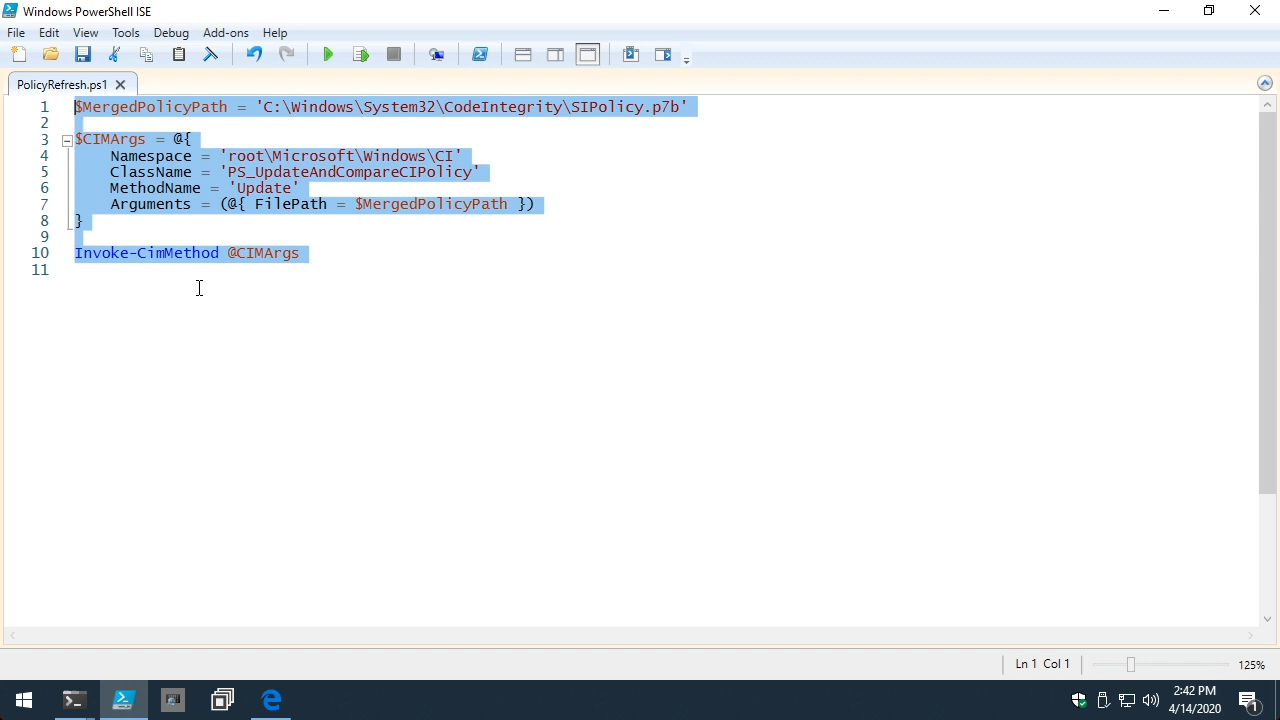 Windows PowerShell ISE
File Edit View Tools Debug Add-ons Help
PolicyRefresh.ps1
1 $MergedPolicyPath = 'C:\Windows\System32\CodeIntegrity\SIPolicy.p7b'
2
3 $CIMArgs = @{
4 Namespace = 'root\Microsoft\Windows\CI'
5 ClassName = 'PS_UpdateAndCompareCIPolicy'
6 MethodName = 'Update'
7 Arguments = (@{ FilePath = $MergedPolicyPath })
8 }
9
10 Invoke-CimMethod @CIMArgs
11
Ln 1 Col 1 125%
2:42 PM
4/14/2020
1